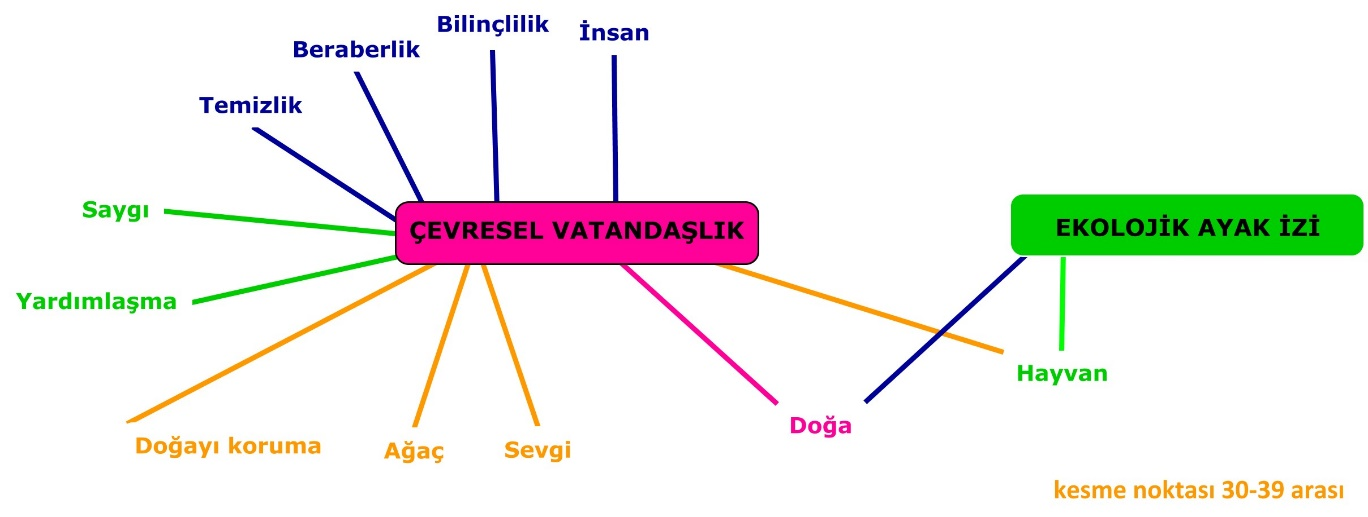 Bilinçlilik
İnsan
Beraberlik
Temizlik
Saygı
ÇEVRESEL VATANDAŞLIK
EKOLOJİK AYAK İZİ
Yardımlaşma
Hayvan
Doğa
Doğayı koruma
Ağaç
Sevgi
kesme noktası 30-39 arası